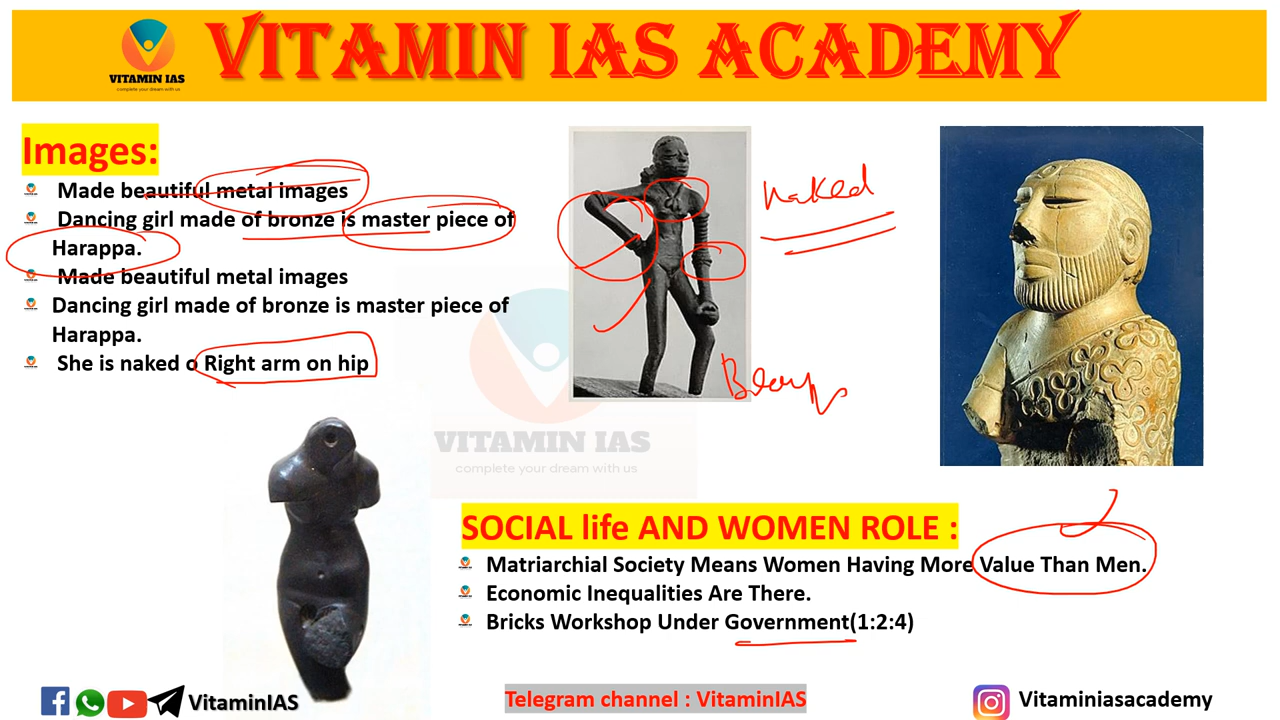 VITAMIN IAS ACADEMY
VITAMIN IAS
complete your dream with us
Images:
Made beautiful metal images
Dancing girl made of bronze is master piece of
Harappa.
Made beautiful metal images
Dancing girl made of bronze is master piece of
Harappa.
She is naked o Right arm on hip
naked
VITAMIN IAS
complete your dream with us
SOCIAL life AND WOMEN ROLE :
Matriarchial Society Means Women Having More Value Than Men.
Economic Inequalities Are There.
Bricks Workshop Under Government(1:2:4)
VitaminIAS
Telegram channel : VitaminIAS
Vitaminiasacademy